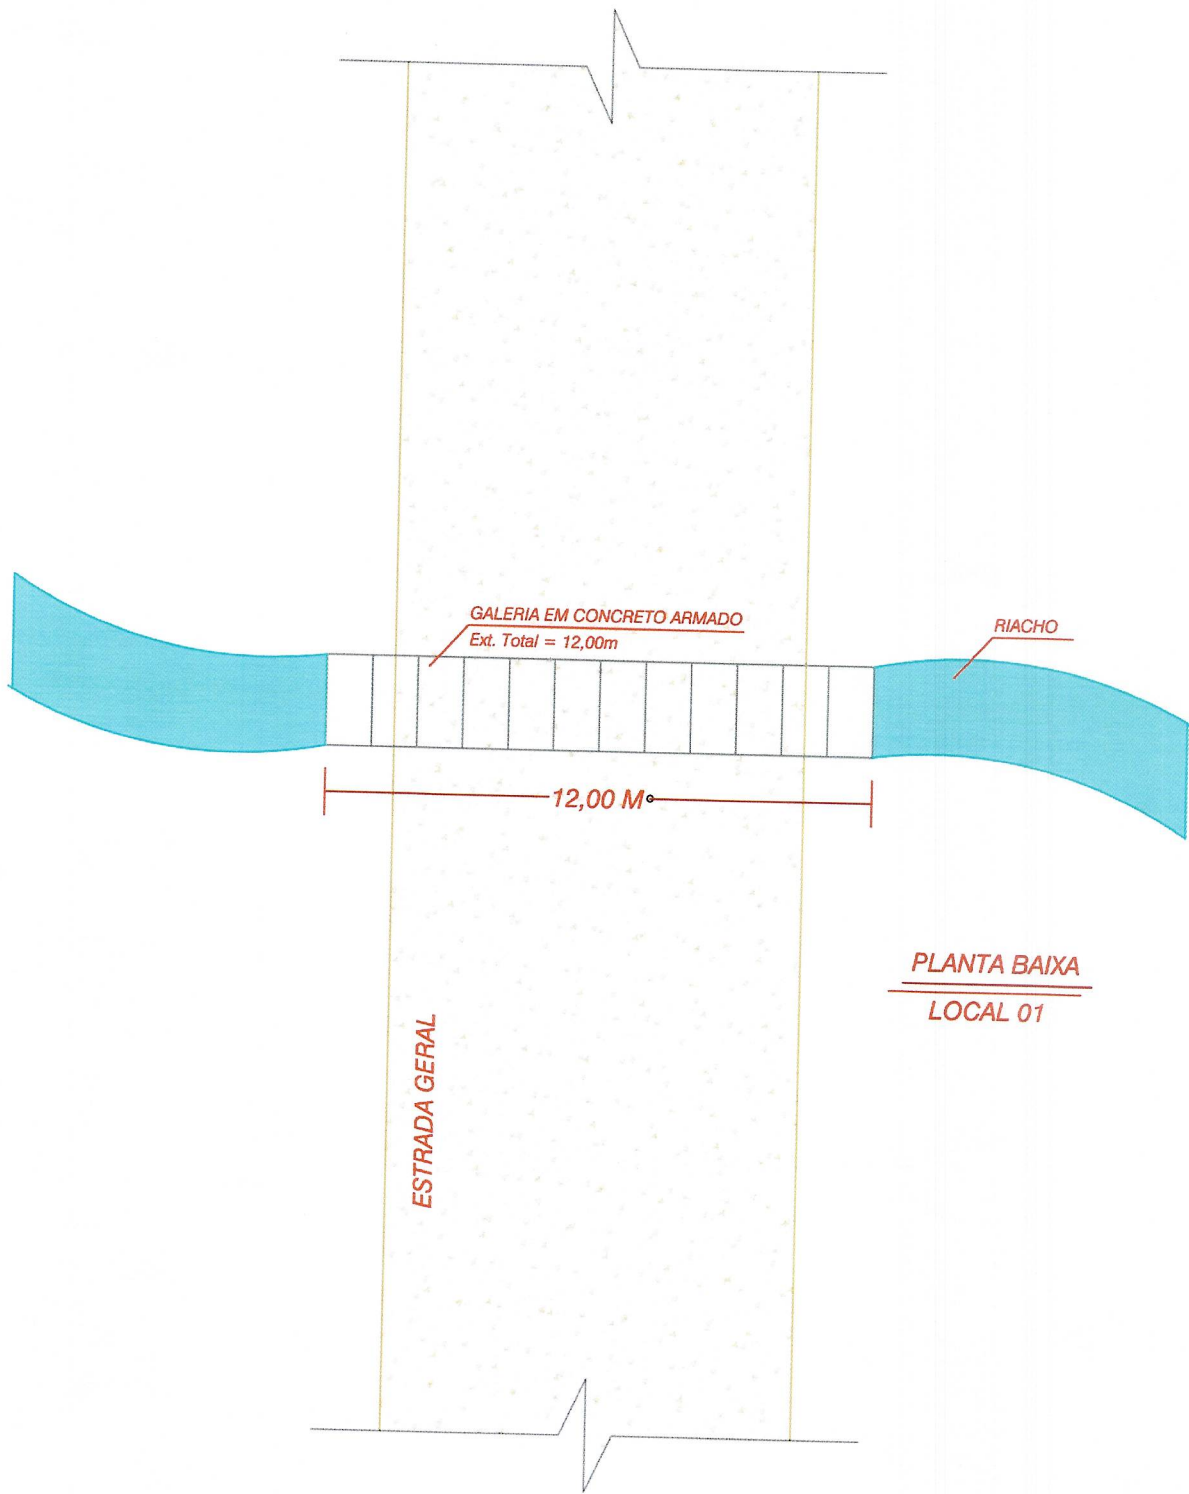 GALERIA EM CONCRETO ARMADO
Ext. Total = 12,00m
RIACHO
12,00 M
PLANTA BAIXA
LOCAL 01
ESTRADA GERAL